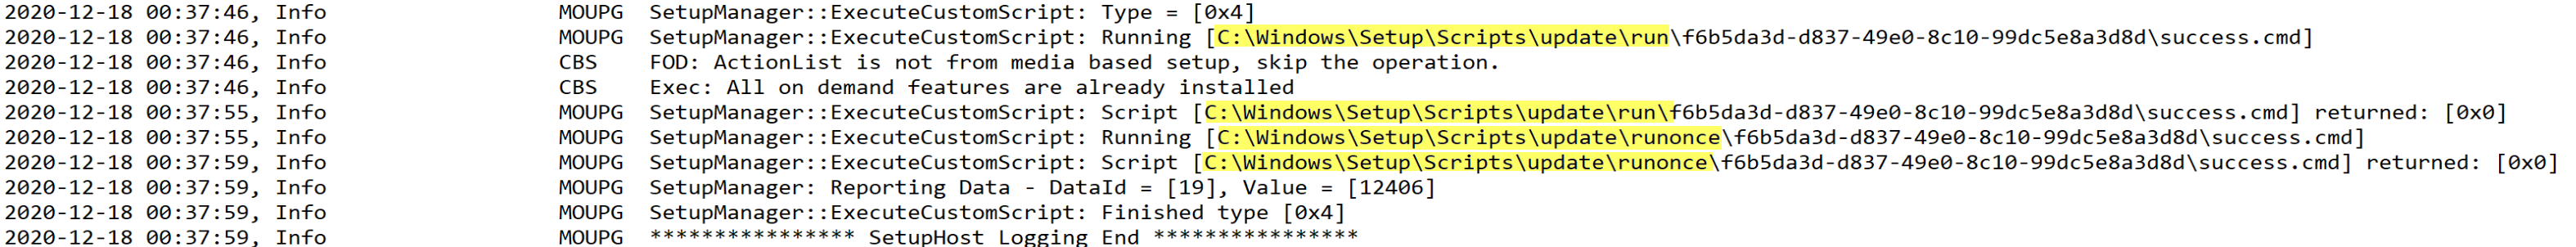 2020-12-18 00:37:46, Info                  MOUPG  SetupManager::ExecuteCustomScript: Type = [0x4]
2020-12-18 00:37:46, Info                  MOUPG  SetupManager::ExecuteCustomScript: Running [C:\Windows\Setup\Scripts\update\run\f6b5da3d-d837-49e0-8c10-99dc5e8a3d8d\success.cmd]
2020-12-18 00:37:46, Info                  CBS    FOD: ActionList is not from media based setup, skip the operation.
2020-12-18 00:37:46, Info                  CBS    Exec: All on demand features are already installed
2020-12-18 00:37:55, Info                  MOUPG  SetupManager::ExecuteCustomScript: Script [C:\Windows\Setup\Scripts\update\run\f6b5da3d-d837-49e0-8c10-99dc5e8a3d8d\success.cmd] returned: [0x0]
2020-12-18 00:37:55, Info                  MOUPG  SetupManager::ExecuteCustomScript: Running [C:\Windows\Setup\Scripts\update\runonce\f6b5da3d-d837-49e0-8c10-99dc5e8a3d8d\success.cmd]
2020-12-18 00:37:59, Info                  MOUPG  SetupManager::ExecuteCustomScript: Script [C:\Windows\Setup\Scripts\update\runonce\f6b5da3d-d837-49e0-8c10-99dc5e8a3d8d\success.cmd] returned: [0x0]
2020-12-18 00:37:59, Info                  MOUPG  SetupManager: Reporting Data - DataId = [19], Value = [12406]
2020-12-18 00:37:59, Info                  MOUPG  SetupManager::ExecuteCustomScript: Finished type [0x4]
2020-12-18 00:37:59, Info                  MOUPG  **************** SetupHost Logging End ****************